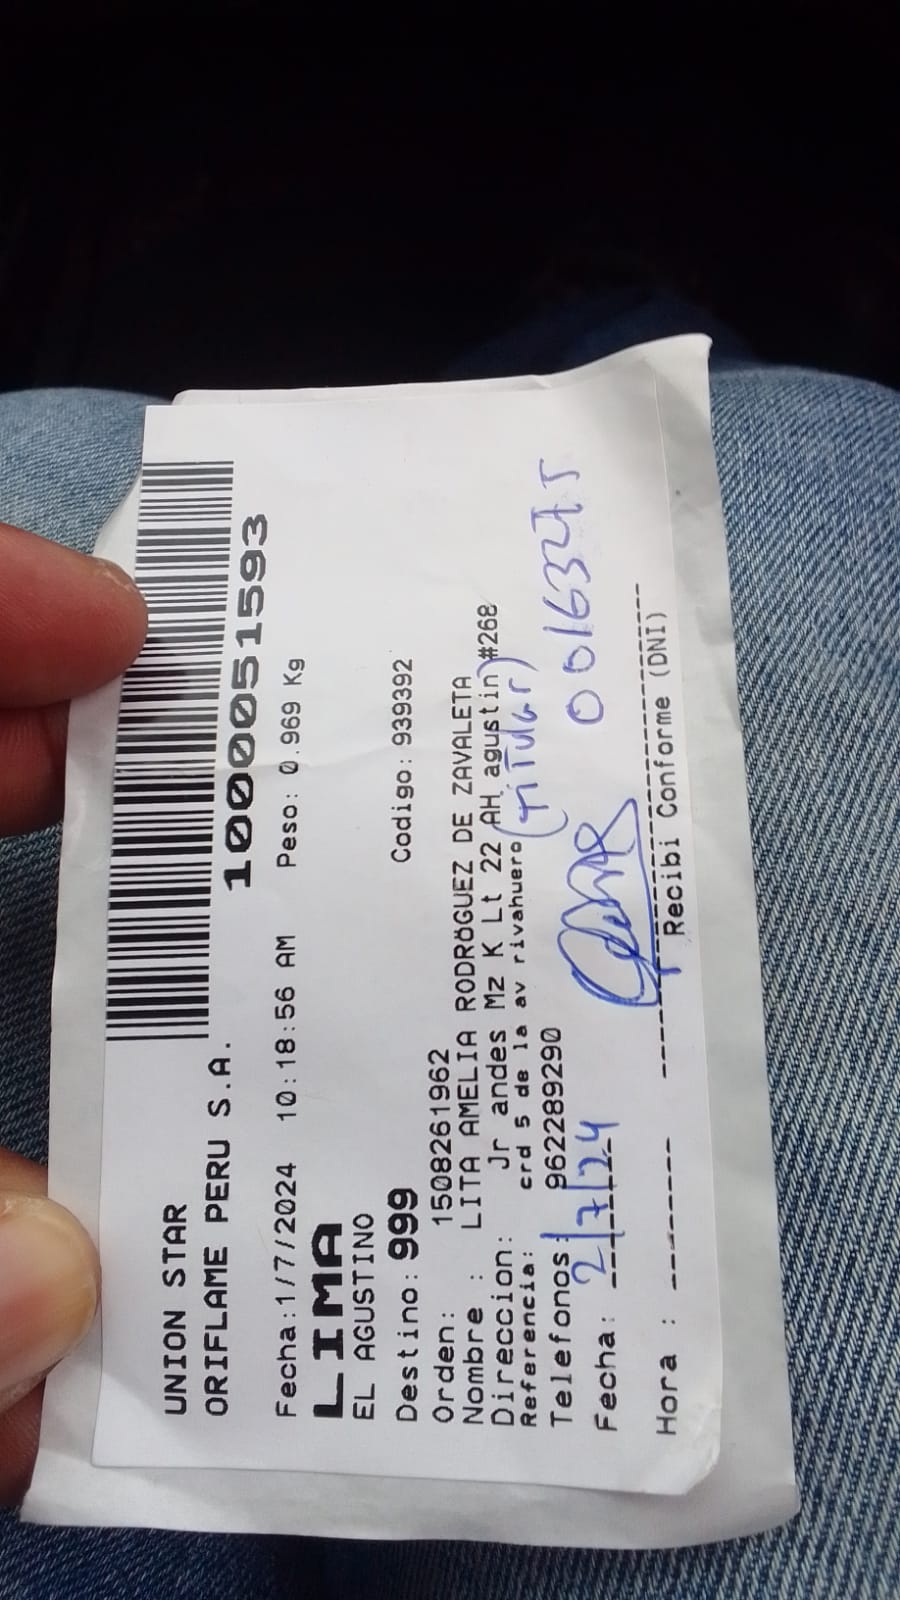 UNION STAR
ORIFLAME PERU S.A.
1000051593
Fecha:1/7/2024 10:18:56 AM Peso: 0.969 Kg
LIMA
EL AGUSTINO
Destino: 999 Codigo: 939392
Orden: 1508261962
Nombre : LITA AMELIA RODRÖGUEZ DE ZAVALETA
Direccion: Jr andes Mz K Lt 22 AH agustin #268
Referencia: crd 5 de la av rivahuero (TiTular)
Telefonos: 962289290
Fecha: 2/7/24 00163275
Hora : Recibi Conforme (DNI)